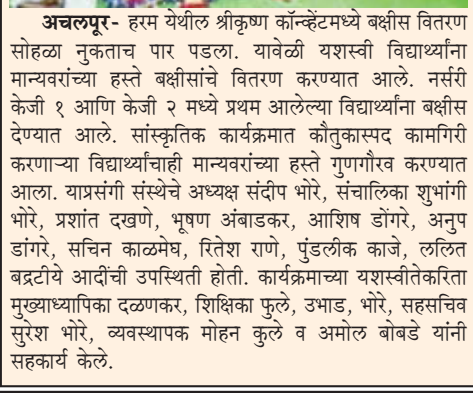 अचलपूर- हरम येथील श्रीकृष्ण कॉन्व्हेंटमध्ये बक्षीस वितरण
सोहळा नुकताच पार पडला. यावेळी यशस्वी विद्यार्थ्यांना
मान्यवरांच्या हस्ते बक्षीसांचे वितरण करण्यात आले. नर्सरी
केजी १ आणि केजी २ मध्ये प्रथम आलेल्या विद्यार्थ्यांना बक्षीस
देण्यात आले. सांस्कृतिक कार्यक्रमात कौतुकास्पद कामगिरी
करणाऱ्या विद्यार्थ्यांचाही मान्यवरांच्या हस्ते गुणगौरव करण्यात
आला. याप्रसंगी संस्थेचे अध्यक्ष संदीप भोरे, संचालिका शुभांगी
भोरे, प्रशांत दखणे, भूषण अंबाडकर, आशिष डोंगरे, अनुप
डांगरे, सचिन काळमेघ, रितेश राणे, पुंडलीक काजे, ललित
बद्रटीये आदींची उपस्थिती होती. कार्यक्रमाच्या यशस्वीतेकरिता
मुख्याध्यापिका दळणकर, शिक्षिका फुले, उभाड, भोरे, सहसचिव
सुरेश भोरे, व्यवस्थापक मोहन कुले व अमोल बोबडे यांनी
सहकार्य केले.